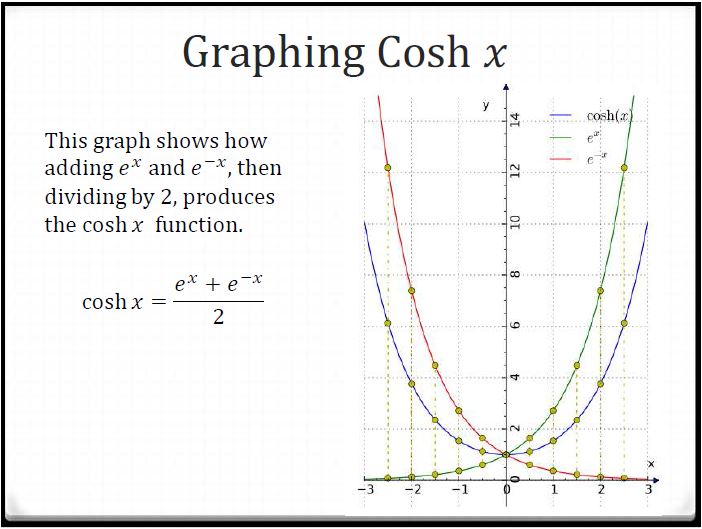 Graphing Cosh x
This graph shows how
adding e^x and e^−x, then
dividing by 2, produces
the cosh x function.
cosh x = (e^x + e^−x)/2
y
cosh(x)
e^x
e^−x
14
12
10
8
6
4
2
0
x
−3 −2 −1 0 1 2 3